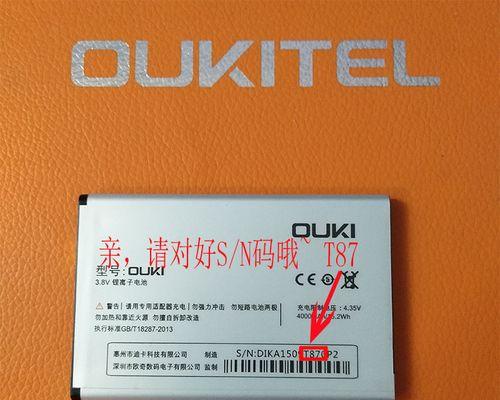 OUKITEL
OUKI
亲，请对好S/N码哦~ T87
型号:OUKI
3.8V 锂离子电池
请使用专用适配器充电 勿强力冲击 勿短路电池两极
勿加热和靠近火源 勿擅自拆卸改造
执行标准GB/T18287-2013
充电限制电压 4.35V
惠州市迪卡科技有限公司 制造
深圳市欧奇数码电子有限公司
S/N:DIKA150 T870P2